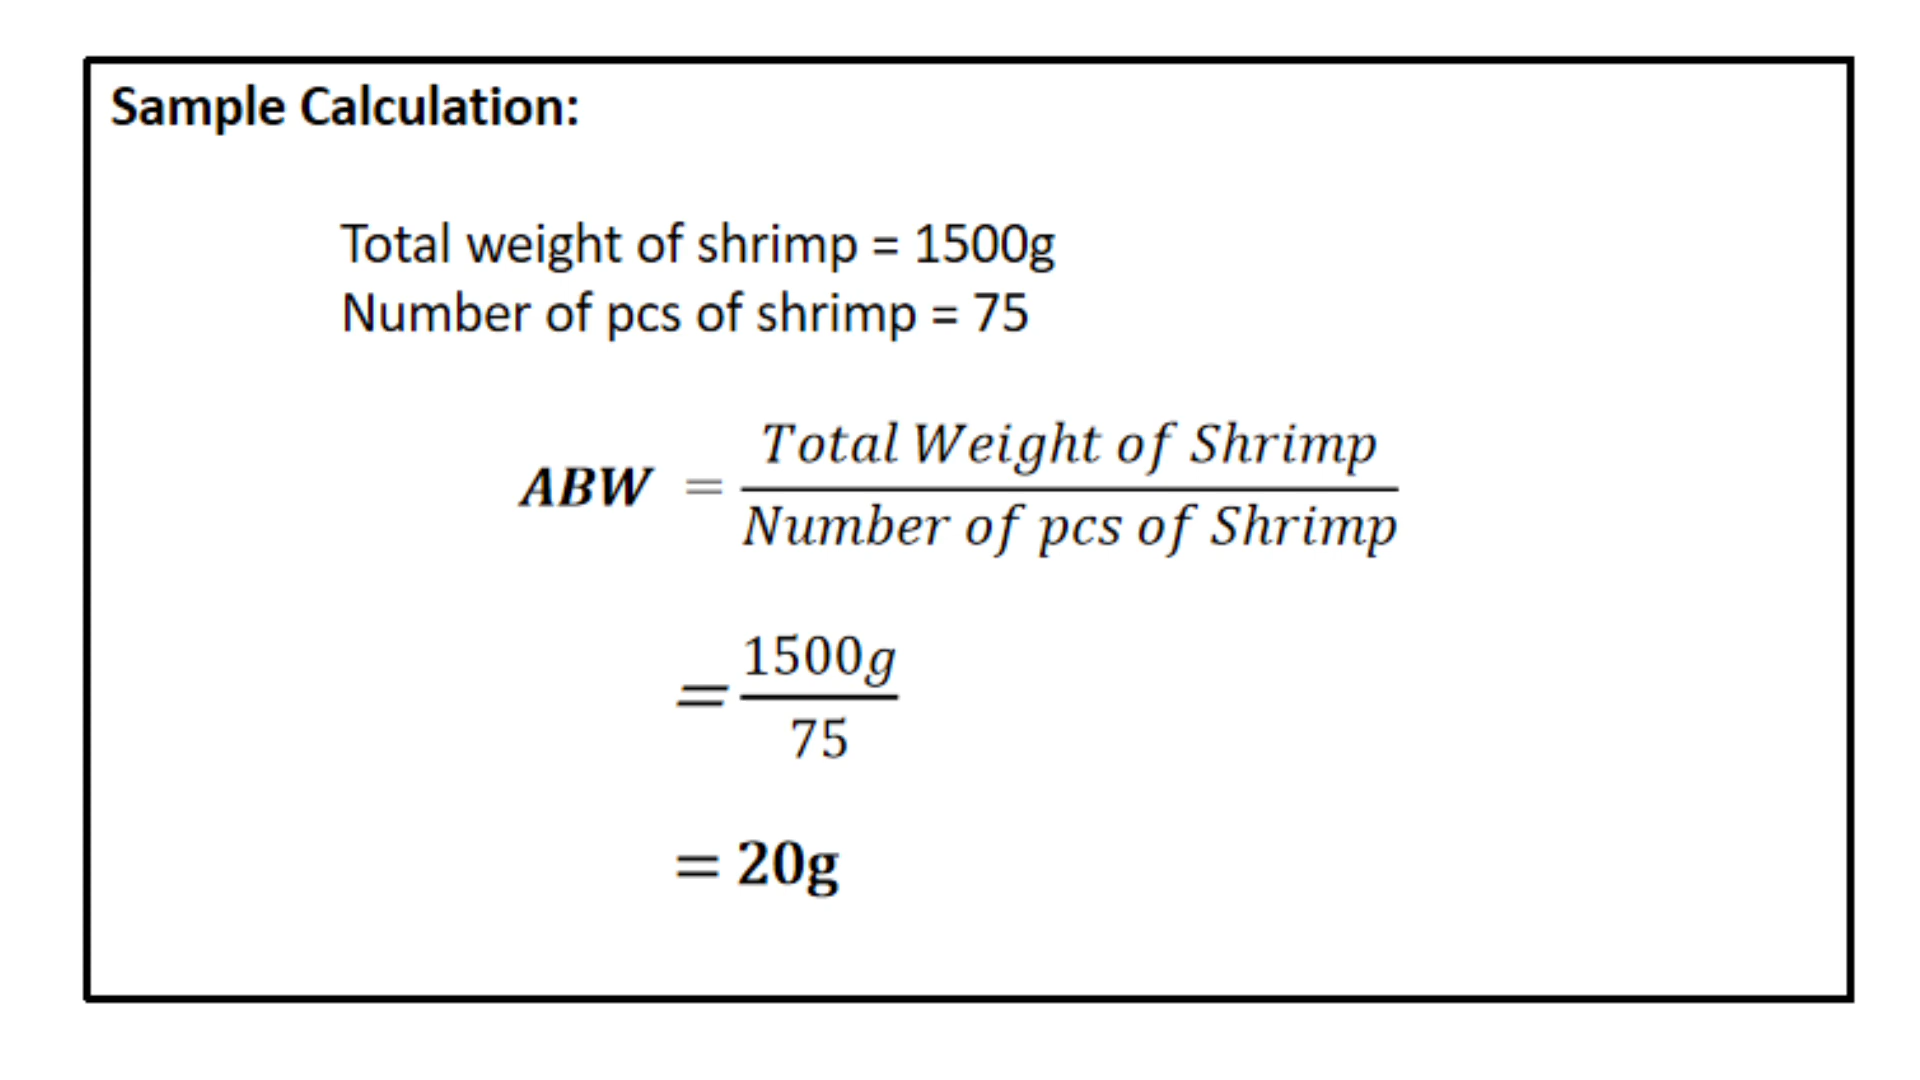 Sample Calculation:
Total weight of shrimp = 1500g
Number of pcs of shrimp = 75
ABW = Total Weight of Shrimp / Number of pcs of Shrimp
= 1500g / 75
= 20g